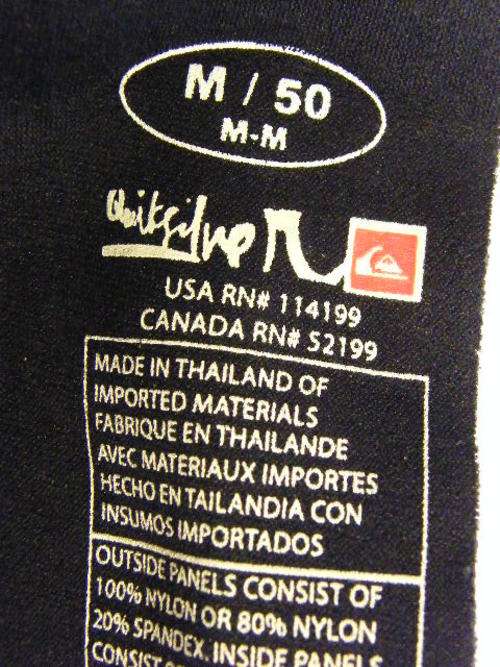 M / 50
M-M
Quiksilver
USA RN# 114199
CANADA RN# 52199
MADE IN THAILAND OF
IMPORTED MATERIALS
FABRIQUE EN THAILANDE
AVEC MATERIAUX IMPORTES
HECHO EN TAILANDIA CON
INSUMOS IMPORTADOS
OUTSIDE PANELS CONSIST OF
100% NYLON OR 80% NYLON
20% SPANDEX. INSIDE PANELS
CONSIST